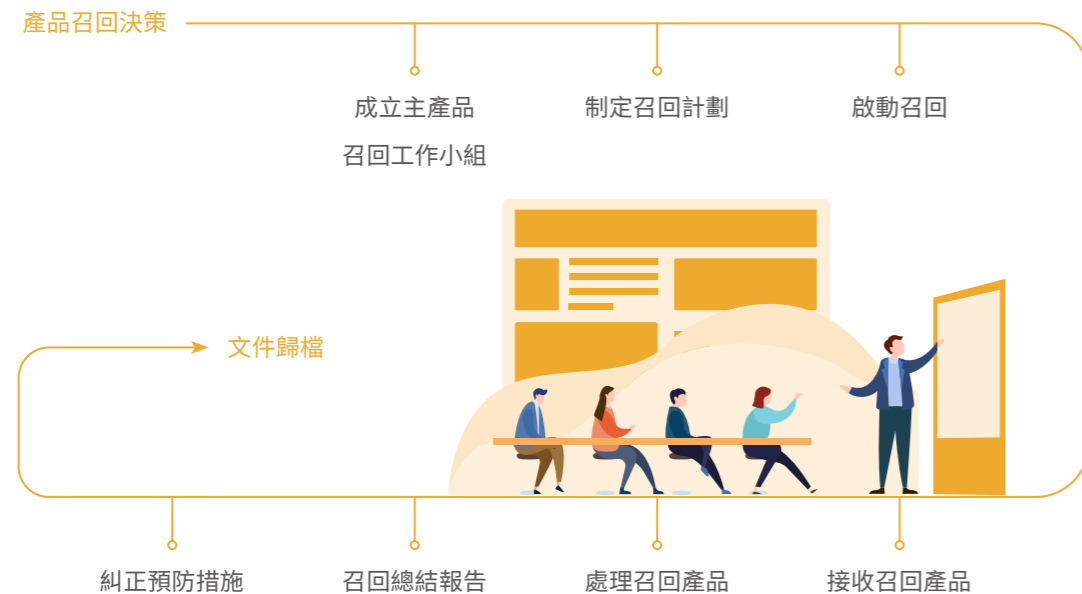 產品召回決策
成立主產品
召回工作小組
制定召回計劃
啟動召回
接收召回產品
處理召回產品
召回總結報告
糾正預防措施
文件歸檔